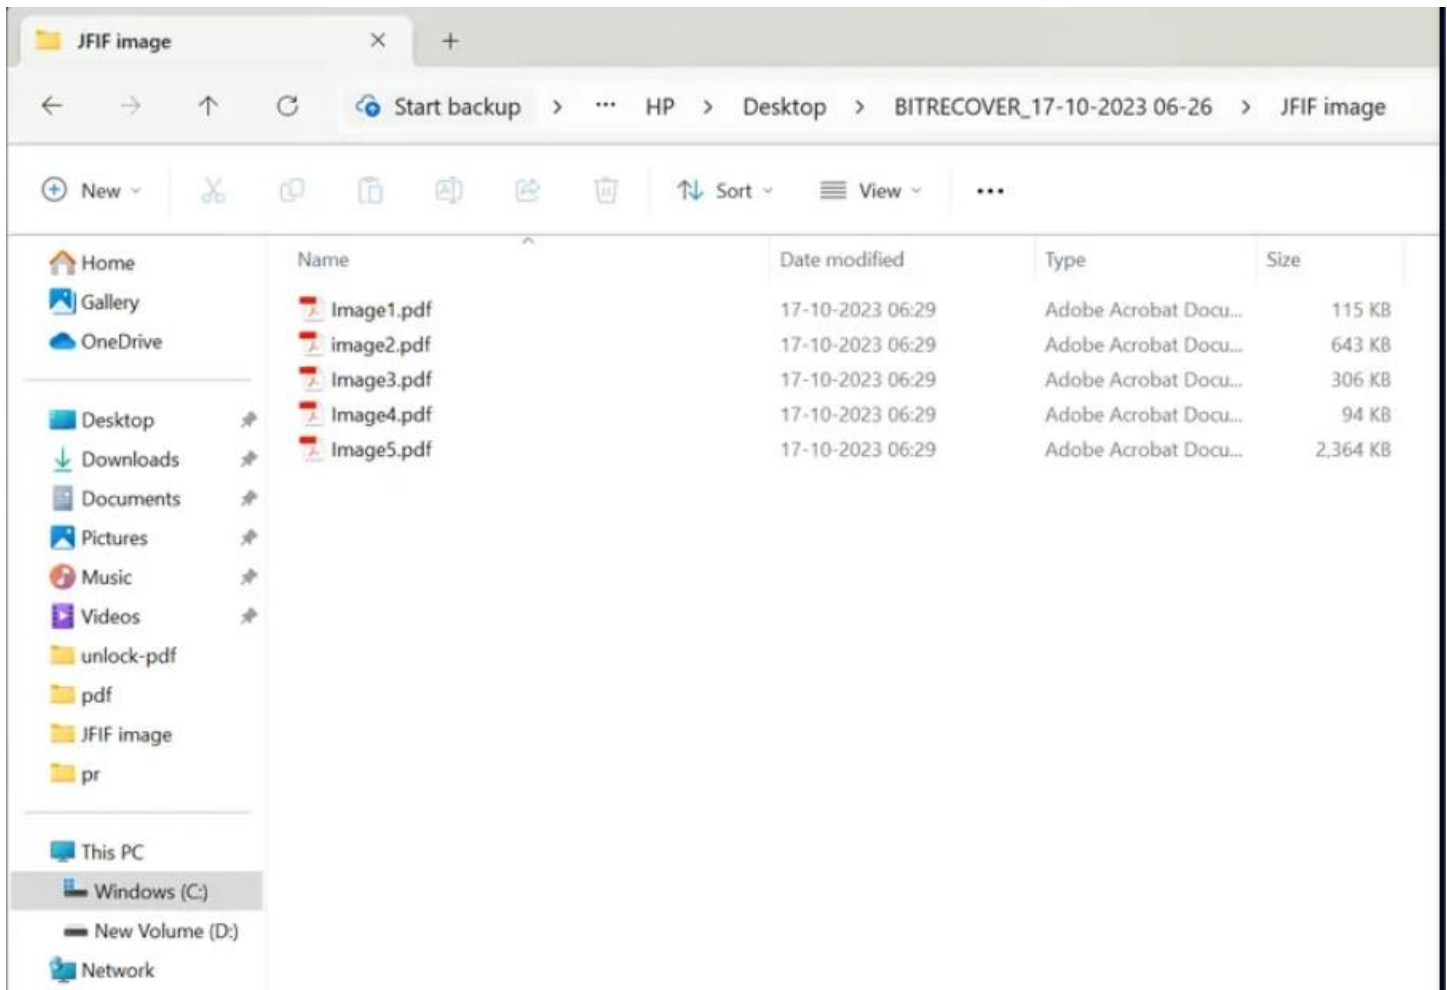 JFIF image
Start backup > ... HP > Desktop > BITRECOVER_17-10-2023 06-26 > JFIF image
New Sort View ...
Home
Gallery
OneDrive
Desktop
Downloads
Documents
Pictures
Music
Videos
unlock-pdf
pdf
JFIF image
pr
This PC
Windows (C:)
New Volume (D:)
Network
Name Date modified Type Size
Image1.pdf 17-10-2023 06:29 Adobe Acrobat Docu... 115 KB
image2.pdf 17-10-2023 06:29 Adobe Acrobat Docu... 643 KB
Image3.pdf 17-10-2023 06:29 Adobe Acrobat Docu... 306 KB
Image4.pdf 17-10-2023 06:29 Adobe Acrobat Docu... 94 KB
Image5.pdf 17-10-2023 06:29 Adobe Acrobat Docu... 2,364 KB